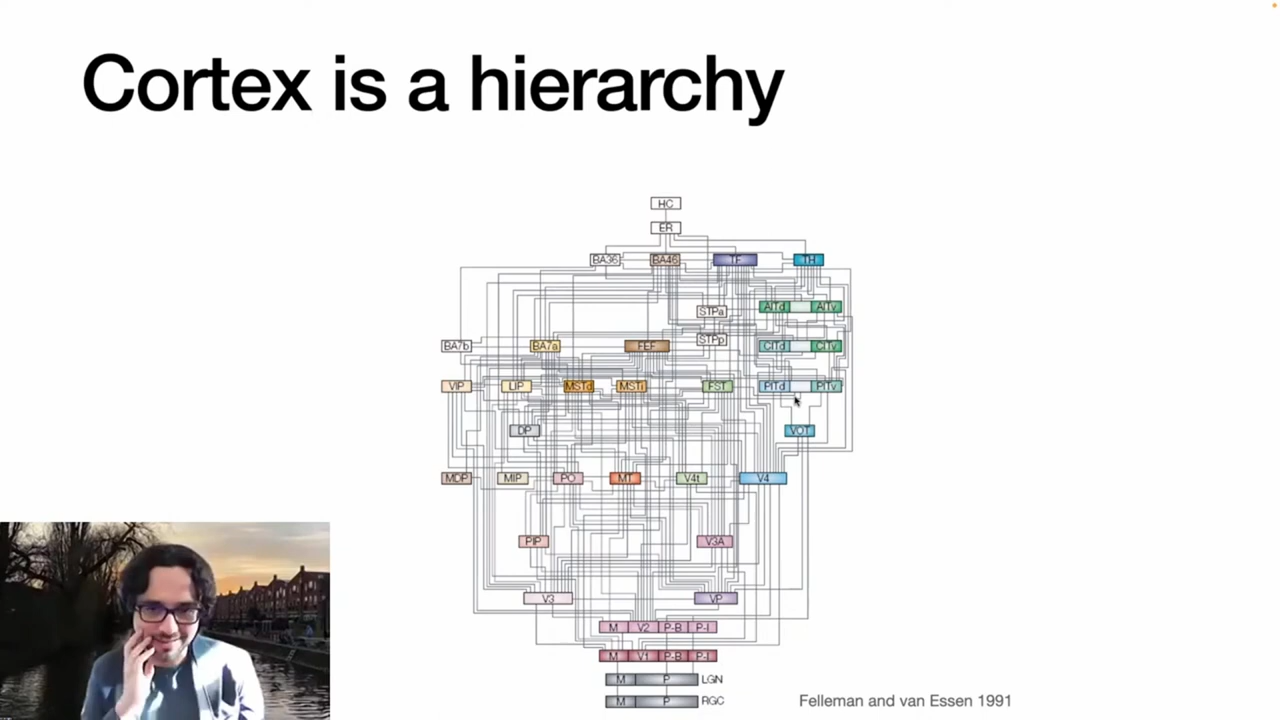 Cortex is a hierarchy
HC
ER
BA36 BA46 TF TH
STPa AITd AITv
BA7b BA7a FEF STPp CITd CITv
VIP LIP MSTd MSTl FST PITd PITv
DP VOT
MDP MIP PO MT V4t V4
PIP V3A
V3 VP
M V2 P-B P-I
M V1 P-B P-I
M P LGN
M P RGC
Felleman and van Essen 1991